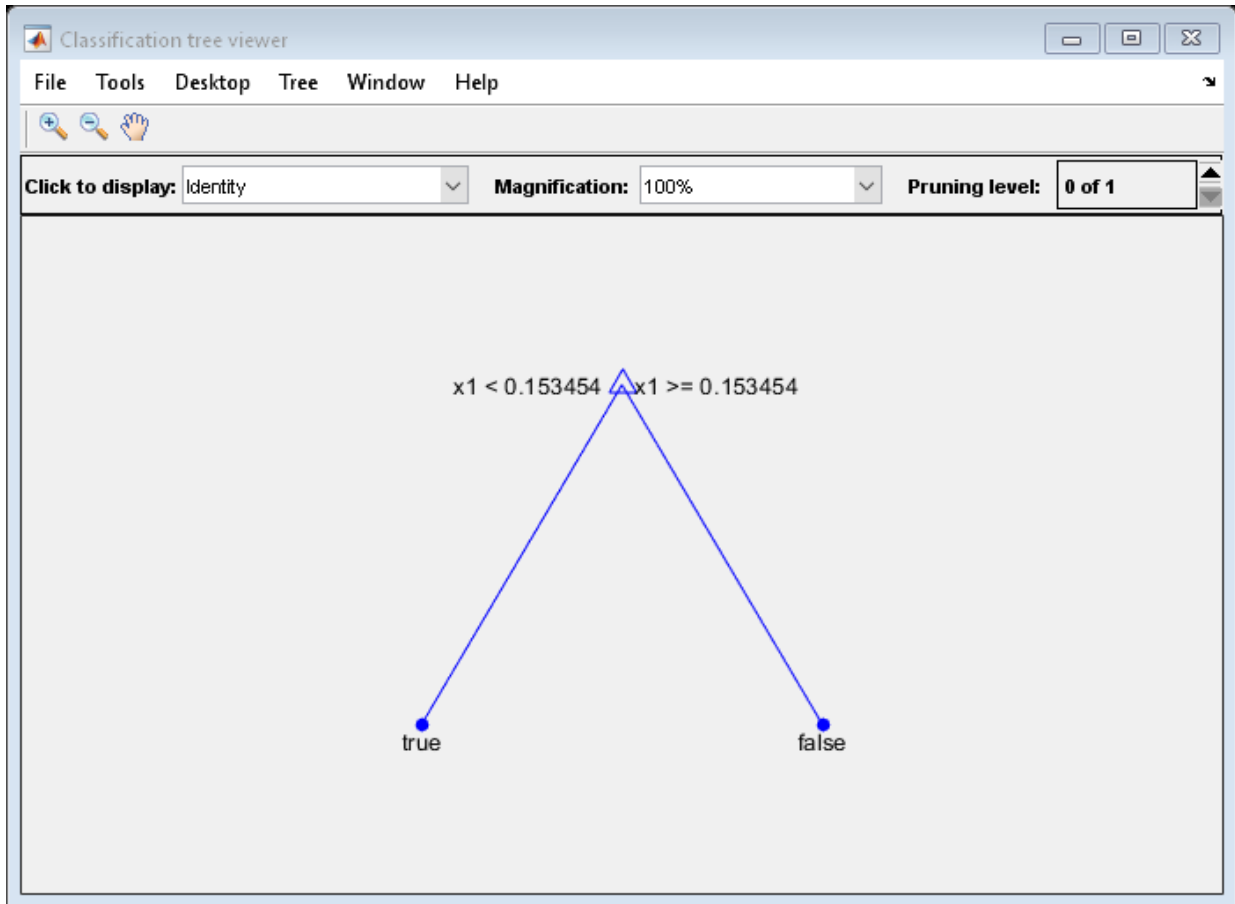 Classification tree viewer
File Tools Desktop Tree Window Help
Click to display: Identity Magnification: 100% Pruning level: 0 of 1
x1 < 0.153454 x1 >= 0.153454
true false